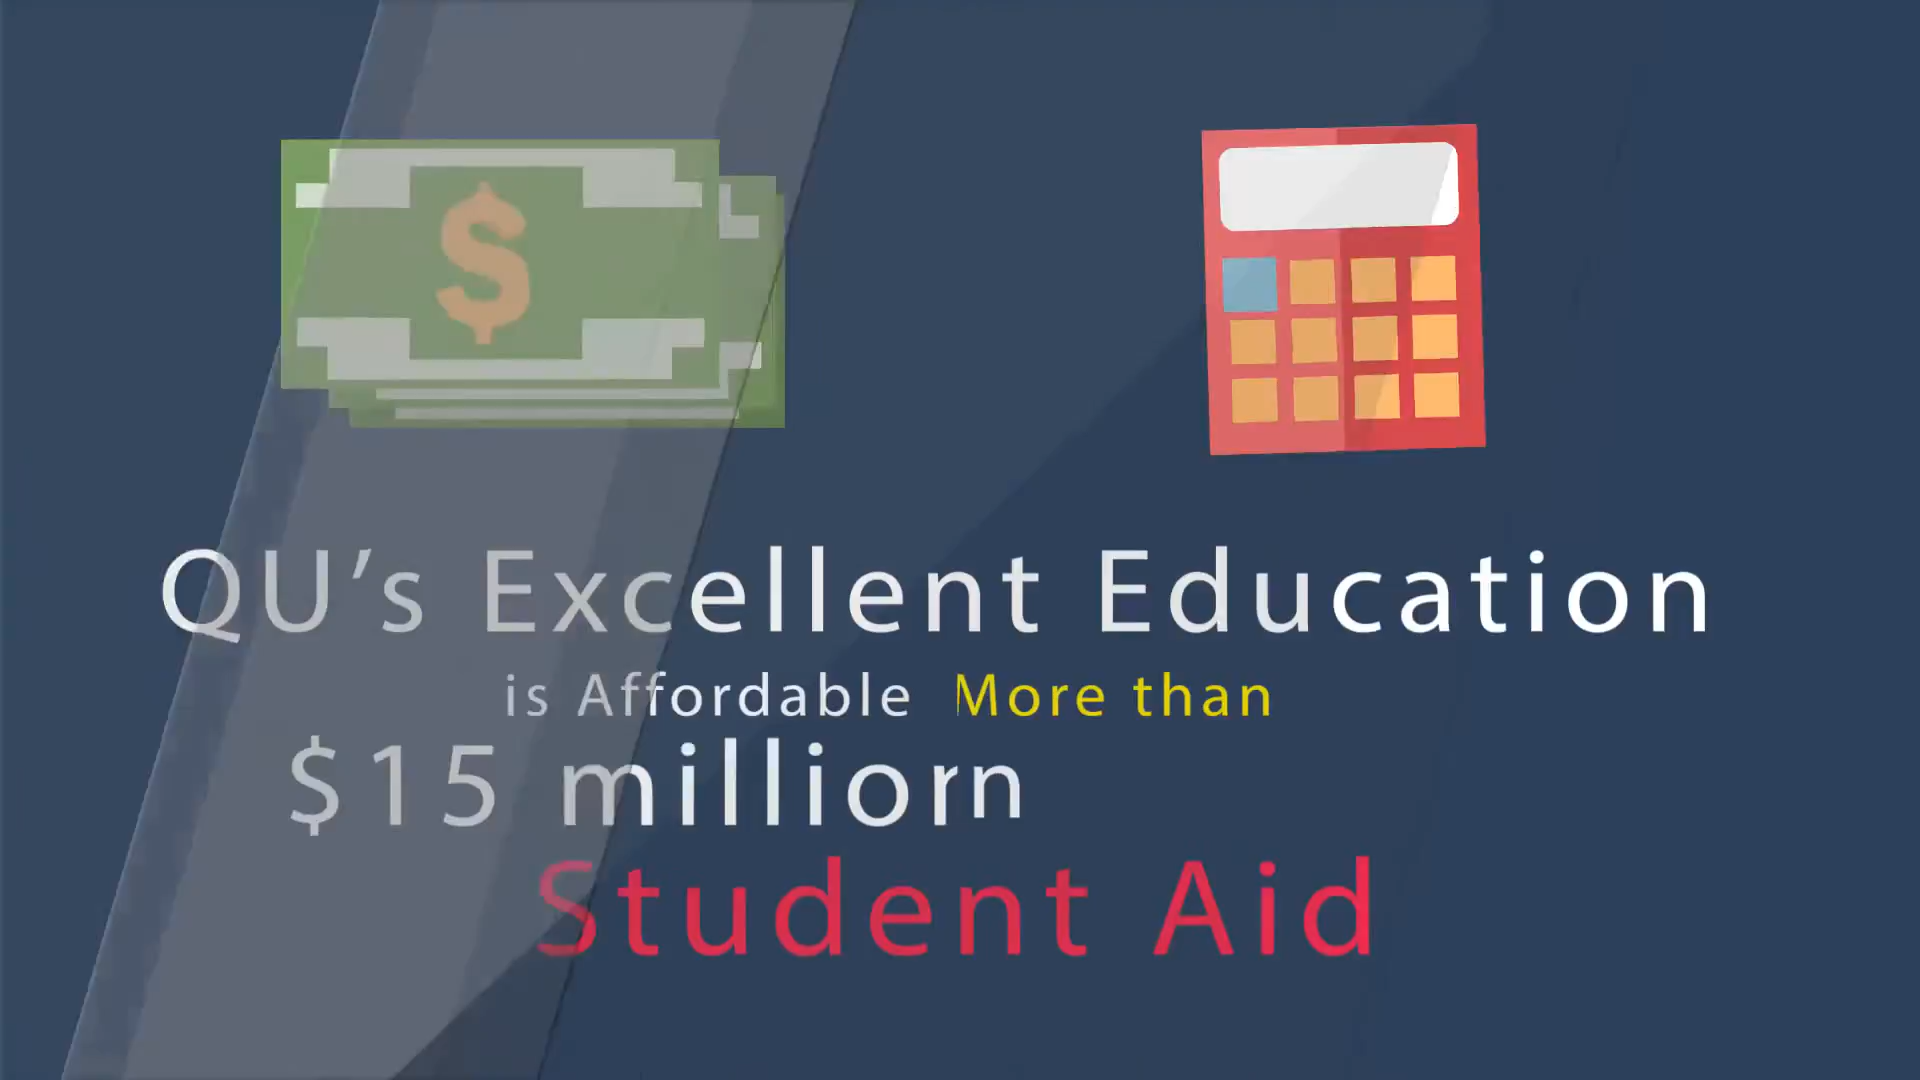 $
QU's Excellent Education
is Affordable More than
$15 milliorn
Student Aid